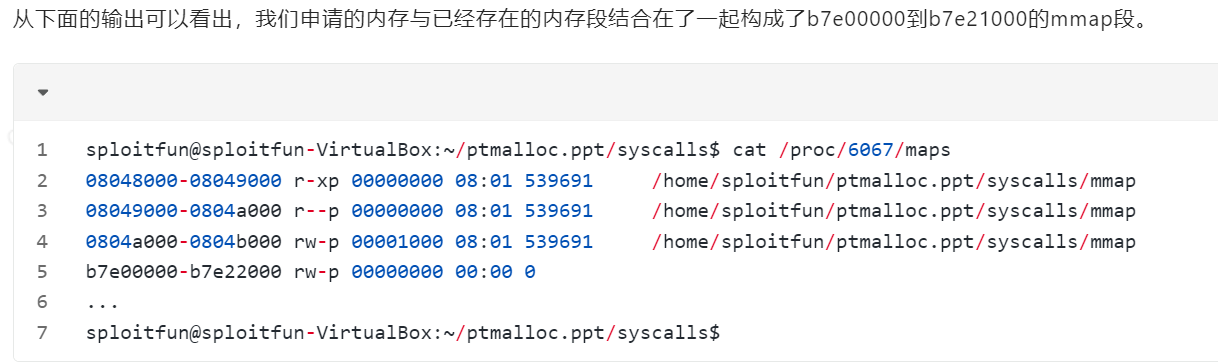 从下面的输出可以看出，我们申请的内存与已经存在的内存段结合在了一起构成了b7e00000到b7e21000的mmap段。
1 sploitfun@sploitfun-VirtualBox:~/ptmalloc.ppt/syscalls$ cat /proc/6067/maps
2 08048000-08049000 r-xp 00000000 08:01 539691     /home/sploitfun/ptmalloc.ppt/syscalls/mmap
3 08049000-0804a000 r--p 00000000 08:01 539691     /home/sploitfun/ptmalloc.ppt/syscalls/mmap
4 0804a000-0804b000 rw-p 00001000 08:01 539691     /home/sploitfun/ptmalloc.ppt/syscalls/mmap
5 b7e00000-b7e22000 rw-p 00000000 00:00 0
6 ...
7 sploitfun@sploitfun-VirtualBox:~/ptmalloc.ppt/syscalls$